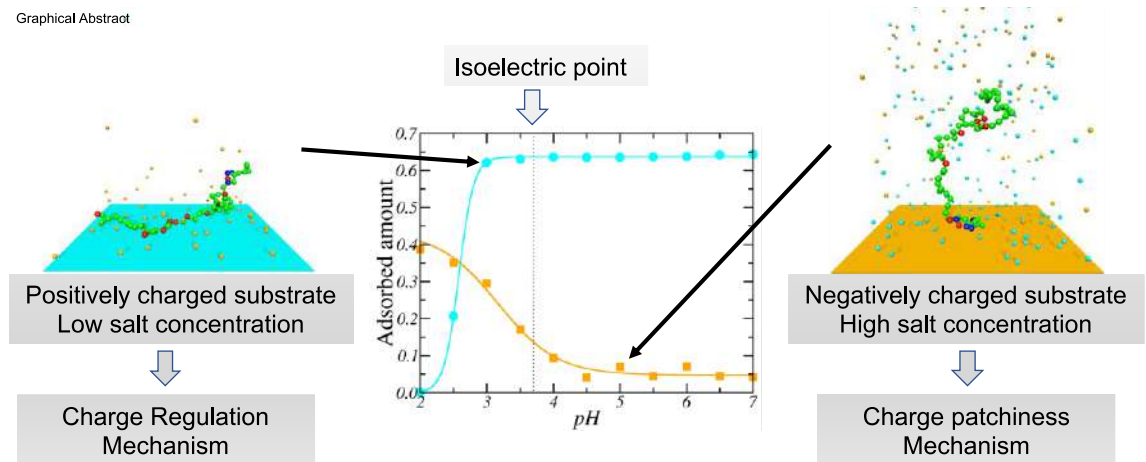 Graphical Abstract
Isoelectric point
0.7
0.6
0.5
0.4
0.3
0.2
0.1
0.0
Adsorbed amount
2 3 4 5 6 7
pH
Positively charged substrate
Low salt concentration
Charge Regulation
Mechanism
Negatively charged substrate
High salt concentration
Charge patchiness
Mechanism